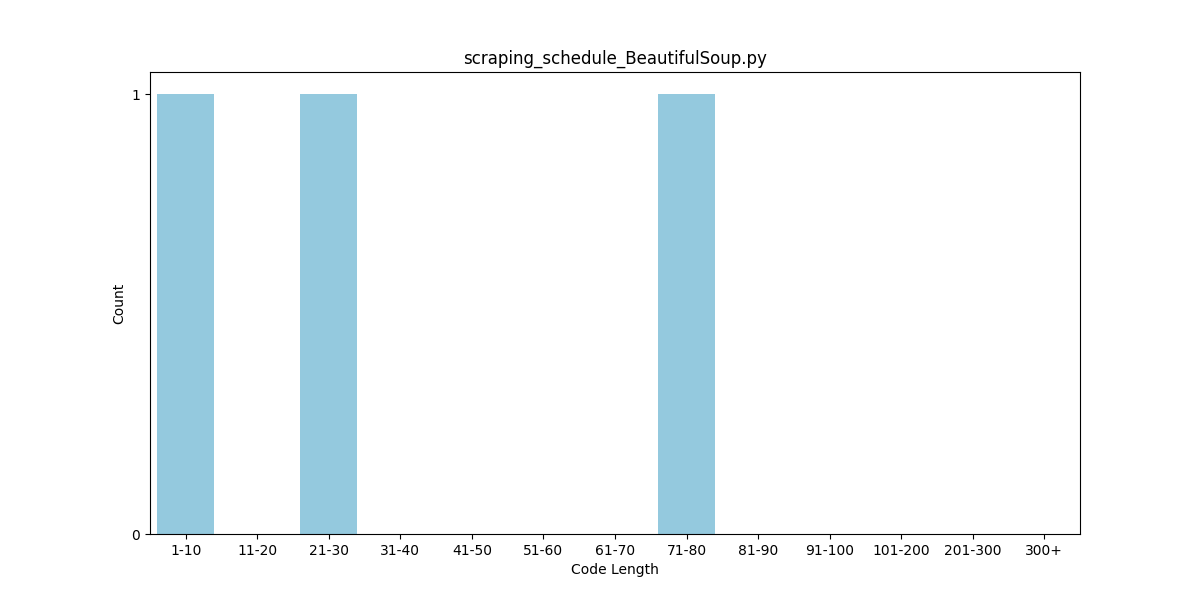 scraping_schedule_BeautifulSoup.py
1
Count
0
1-10 11-20 21-30 31-40 41-50 51-60 61-70 71-80 81-90 91-100 101-200 201-300 300+
Code Length